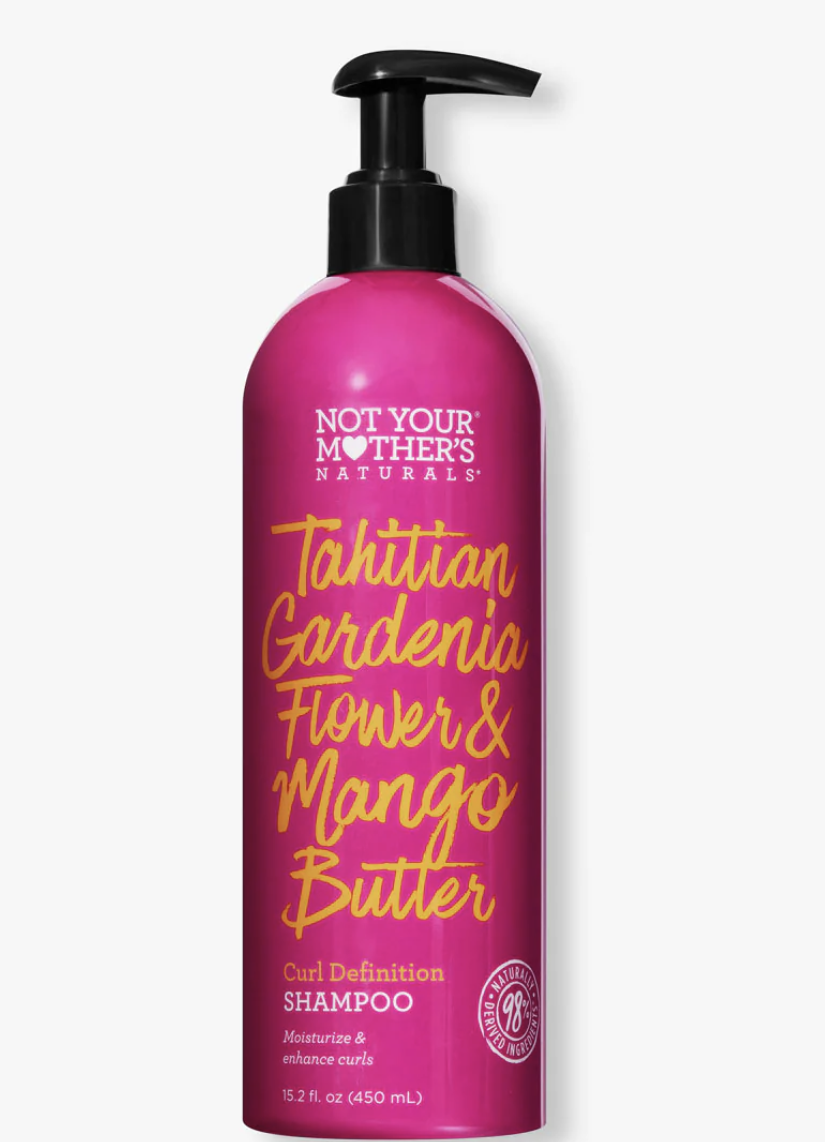 NOT YOUR®
M♥THER'S
NATURALS®
Tahitian
Gardenia
Flower &
Mango
Butter
Curl Definition
SHAMPOO
Moisturize &
enhance curls
15.2 fl. oz (450 mL)
NATURALLY
98%
DERIVED INGREDIENTS